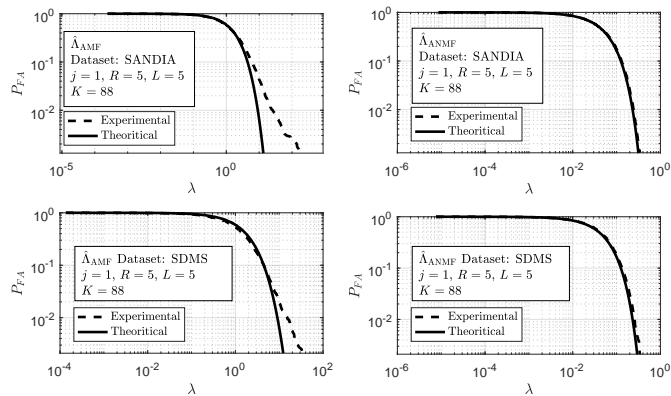 10^0
10^-1
10^-2
P_FA
Λ̂_AMF
Dataset: SANDIA
j = 1, R = 5, L = 5
K = 88
Experimental
Theoritical
10^-5
10^0
λ
10^0
10^-1
10^-2
P_FA
Λ̂_ANMF
Dataset: SANDIA
j = 1, R = 5, L = 5
K = 88
Experimental
Theoritical
10^-6
10^-4
10^-2
10^0
λ
10^0
10^-1
10^-2
P_FA
Λ̂_AMF Dataset: SDMS
j = 1, R = 5, L = 5
K = 88
Experimental
Theoritical
10^-4
10^-2
10^0
10^2
λ
10^0
10^-1
10^-2
P_FA
Λ̂_ANMF Dataset: SDMS
j = 1, R = 5, L = 5
K = 88
Experimental
Theoritical
10^-6
10^-4
10^-2
10^0
λ